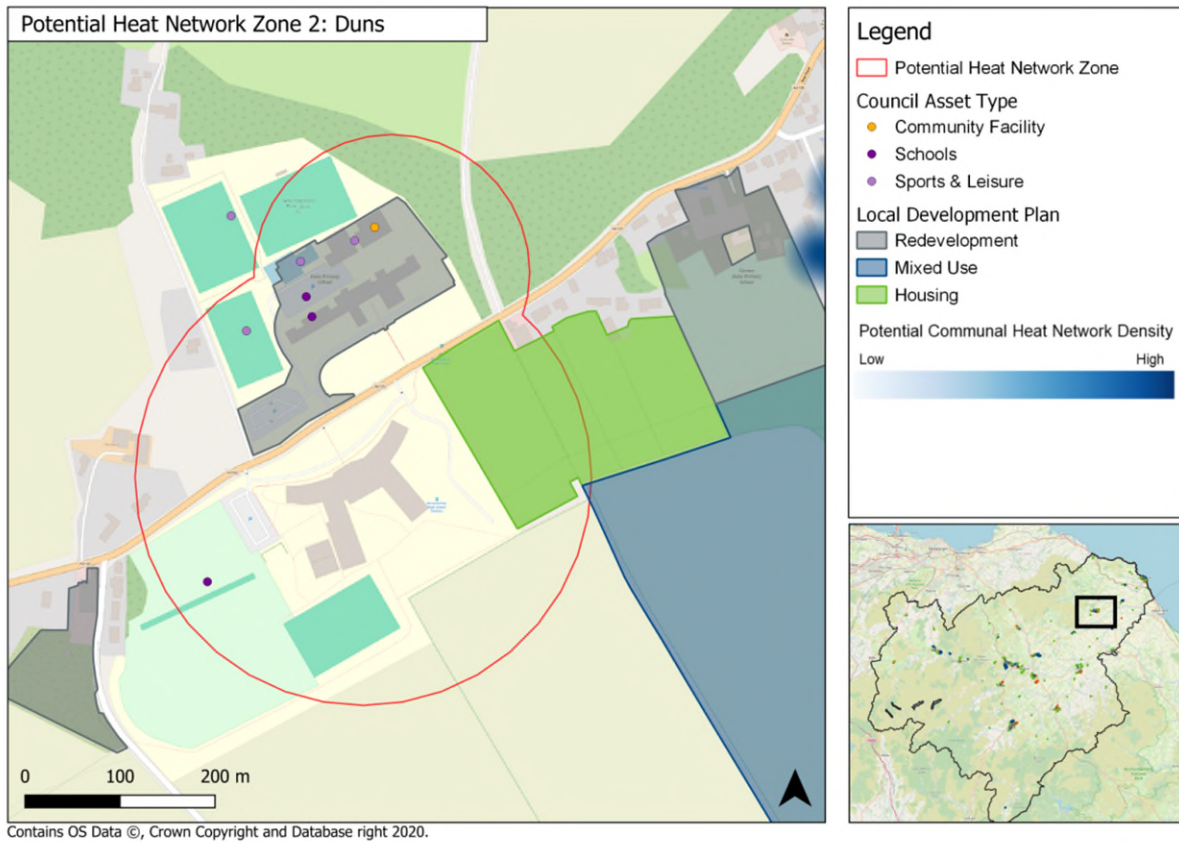 Potential Heat Network Zone 2: Duns
Legend
Potential Heat Network Zone
Council Asset Type
Community Facility
Schools
Sports & Leisure
Local Development Plan
Redevelopment
Mixed Use
Housing
Potential Communal Heat Network Density
Low High
0 100 200 m
Contains OS Data ©, Crown Copyright and Database right 2020.